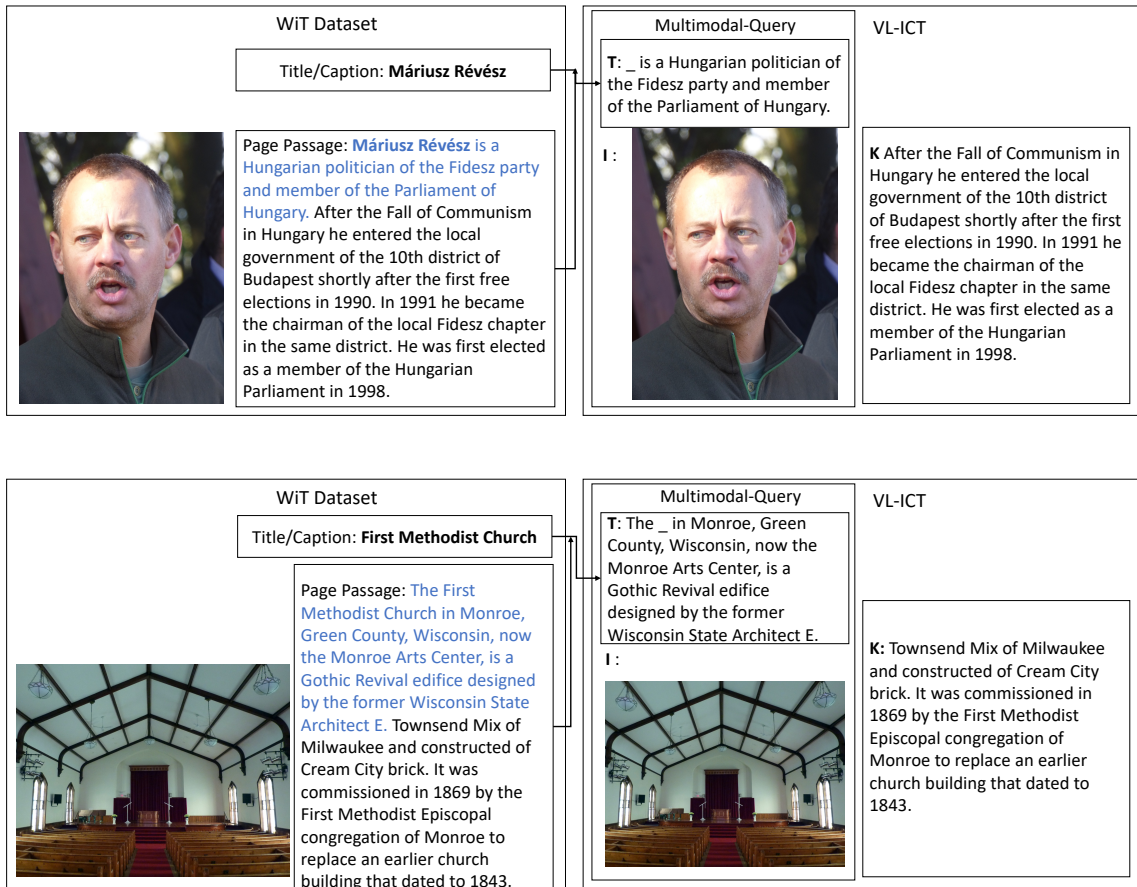 WiT Dataset
Title/Caption: Máriusz Révész
Page Passage: Máriusz Révész is a
Hungarian politician of the Fidesz party
and member of the Parliament of
Hungary. After the Fall of Communism
in Hungary he entered the local
government of the 10th district of
Budapest shortly after the first free
elections in 1990. In 1991 he became
the chairman of the local Fidesz chapter
in the same district. He was first elected
as a member of the Hungarian
Parliament in 1998.
Multimodal-Query
T: _ is a Hungarian politician of
the Fidesz party and member
of the Parliament of Hungary.
I :
VL-ICT
K After the Fall of Communism in
Hungary he entered the local
government of the 10th district
of Budapest shortly after the first
free elections in 1990. In 1991 he
became the chairman of the
local Fidesz chapter in the same
district. He was first elected as a
member of the Hungarian
Parliament in 1998.
WiT Dataset
Title/Caption: First Methodist Church
Page Passage: The First
Methodist Church in Monroe,
Green County, Wisconsin, now
the Monroe Arts Center, is a
Gothic Revival edifice designed
by the former Wisconsin State
Architect E. Townsend Mix of
Milwaukee and constructed of
Cream City brick. It was
commissioned in 1869 by the
First Methodist Episcopal
congregation of Monroe to
replace an earlier church
building that dated to 1843.
Multimodal-Query
T: The _ in Monroe, Green
County, Wisconsin, now the
Monroe Arts Center, is a
Gothic Revival edifice
designed by the former
Wisconsin State Architect E.
I :
VL-ICT
K: Townsend Mix of Milwaukee
and constructed of Cream City
brick. It was commissioned in
1869 by the First Methodist
Episcopal congregation of
Monroe to replace an earlier
church building that dated to
1843.